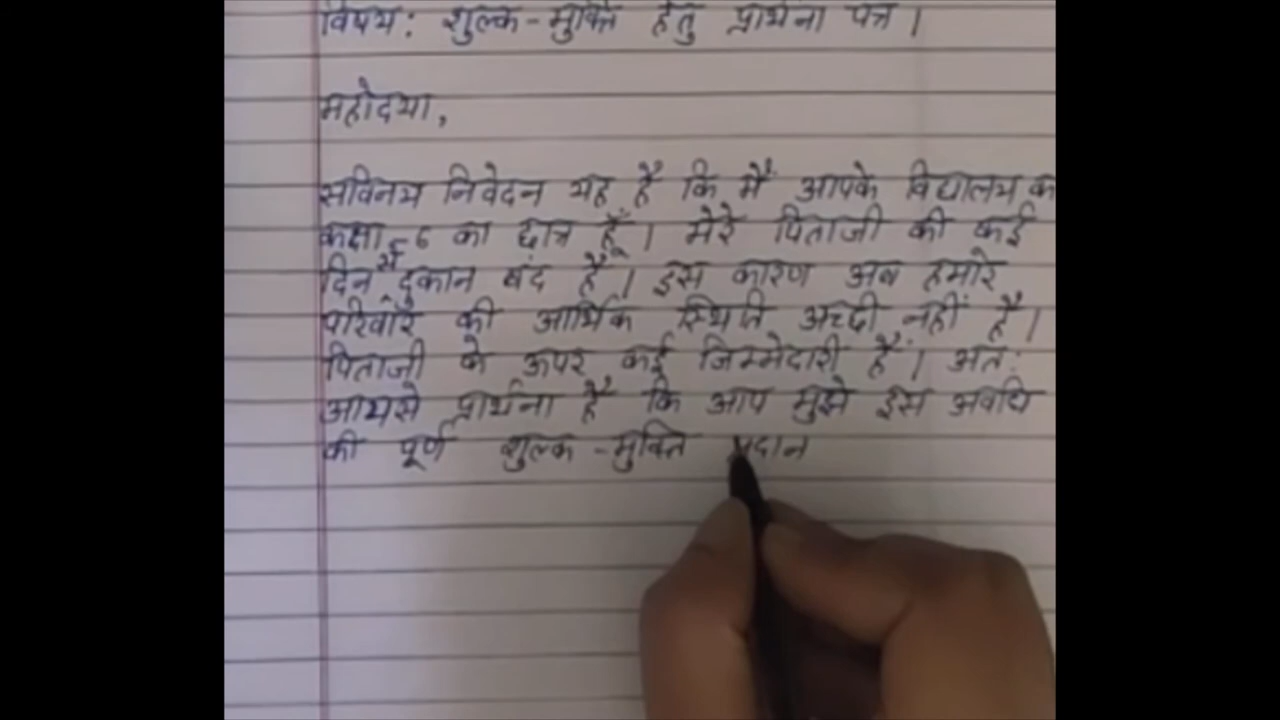 विषय: शुल्क-मुक्ति हेतु प्रार्थना पत्र।
महोदया,
सविनय निवेदन यह है कि मैं आपके विद्यालय क
कक्षा-6 का छात्र हूँ। मेरे पिताजी की कई
दिन से दुकान बंद है। इस कारण अब हमारे
परिवार की आर्थिक स्थिति अच्छी नहीं है।
पिताजी के ऊपर कई जिम्मेदारी हैं। अत:
आपसे प्रार्थना है कि आप मुझे इस अवधि
की पूर्ण शुल्क-मुक्ति प्रदान